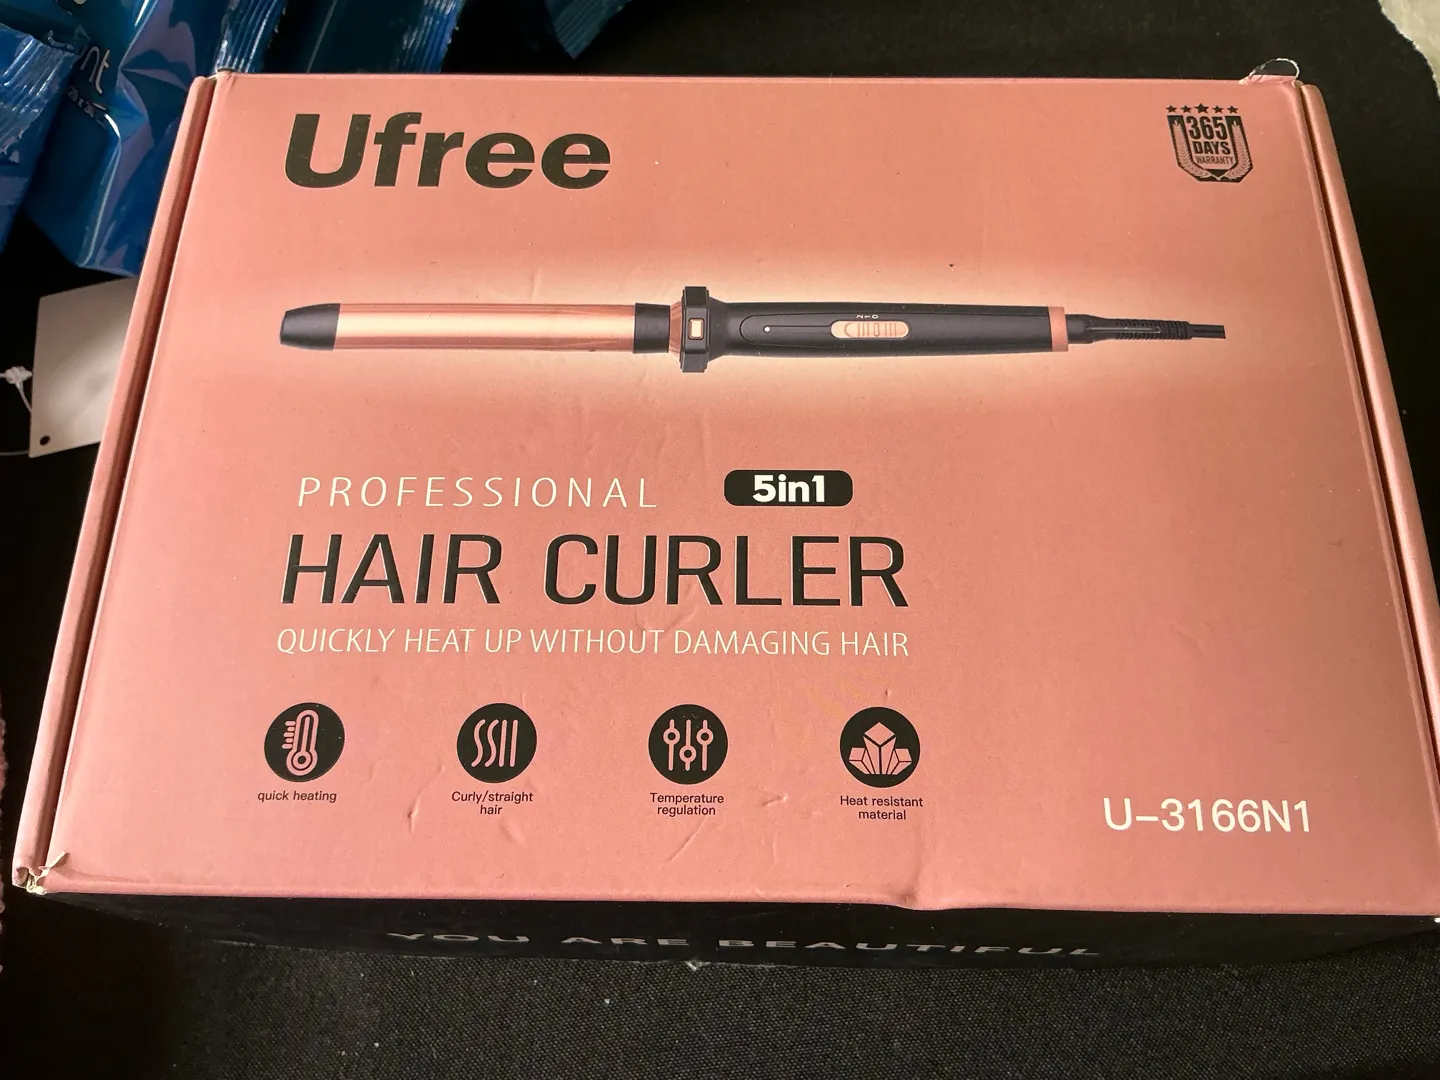 Ufree
365
DAYS
WARRANTY
PROFESSIONAL 5in1
HAIR CURLER
QUICKLY HEAT UP WITHOUT DAMAGING HAIR
quick heating
Curly/straight
hair
Temperature
regulation
Heat resistant
material
U-3166N1
YOU ARE BEAUTIFUL